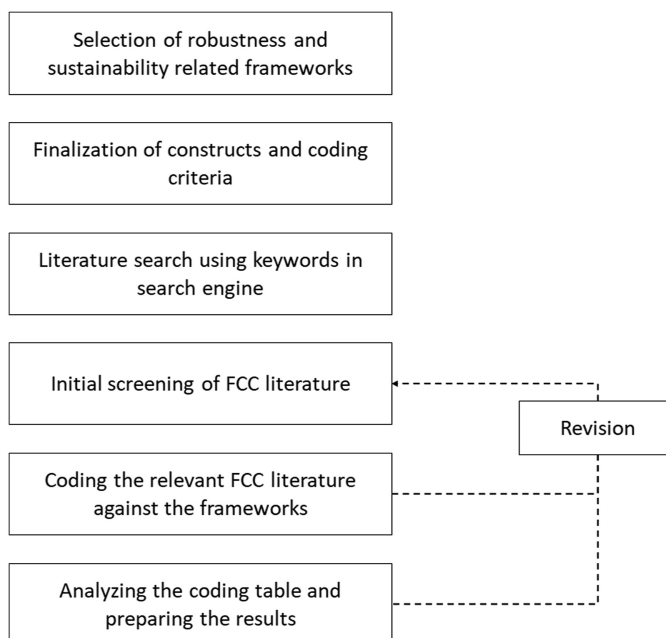 Selection of robustness and
sustainability related frameworks
Finalization of constructs and coding
criteria
Literature search using keywords in
search engine
Initial screening of FCC literature
Revision
Coding the relevant FCC literature
against the frameworks
Analyzing the coding table and
preparing the results